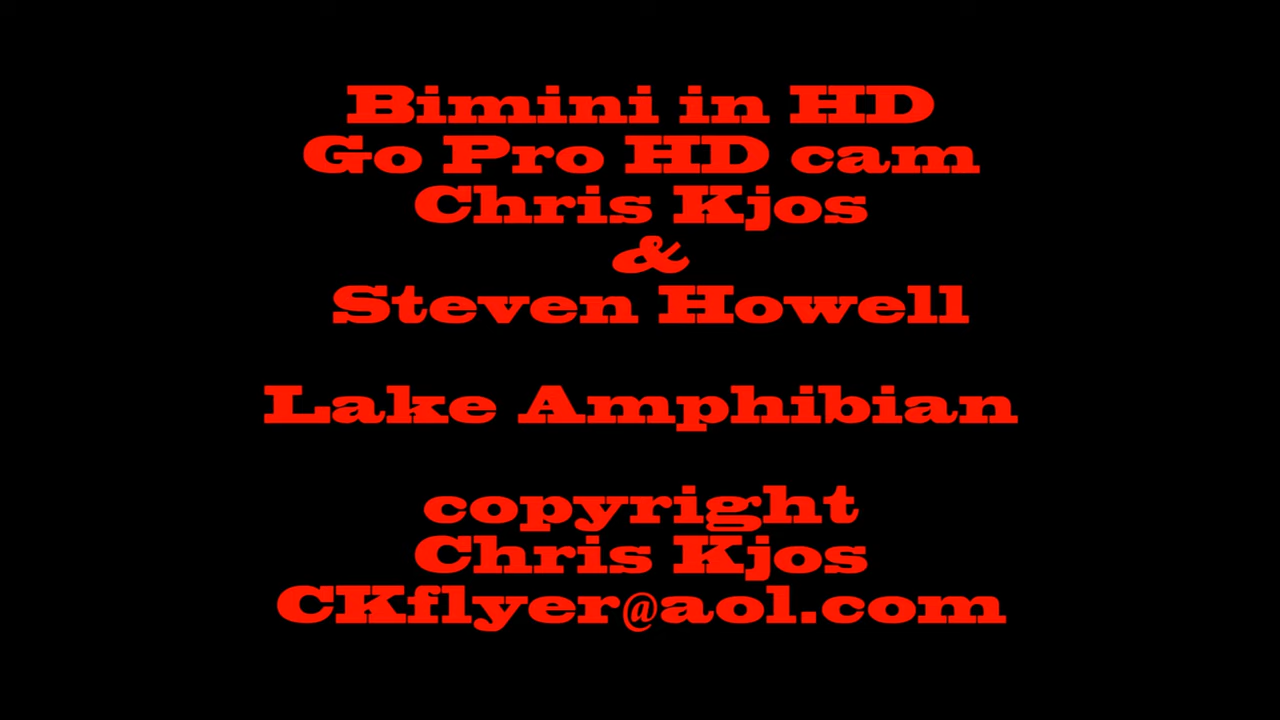 Bimini in HD
Go Pro HD cam
Chris Kjos
&
Steven Howell
Lake Amphibian
copyright
Chris Kjos
CKflyer@aol.com